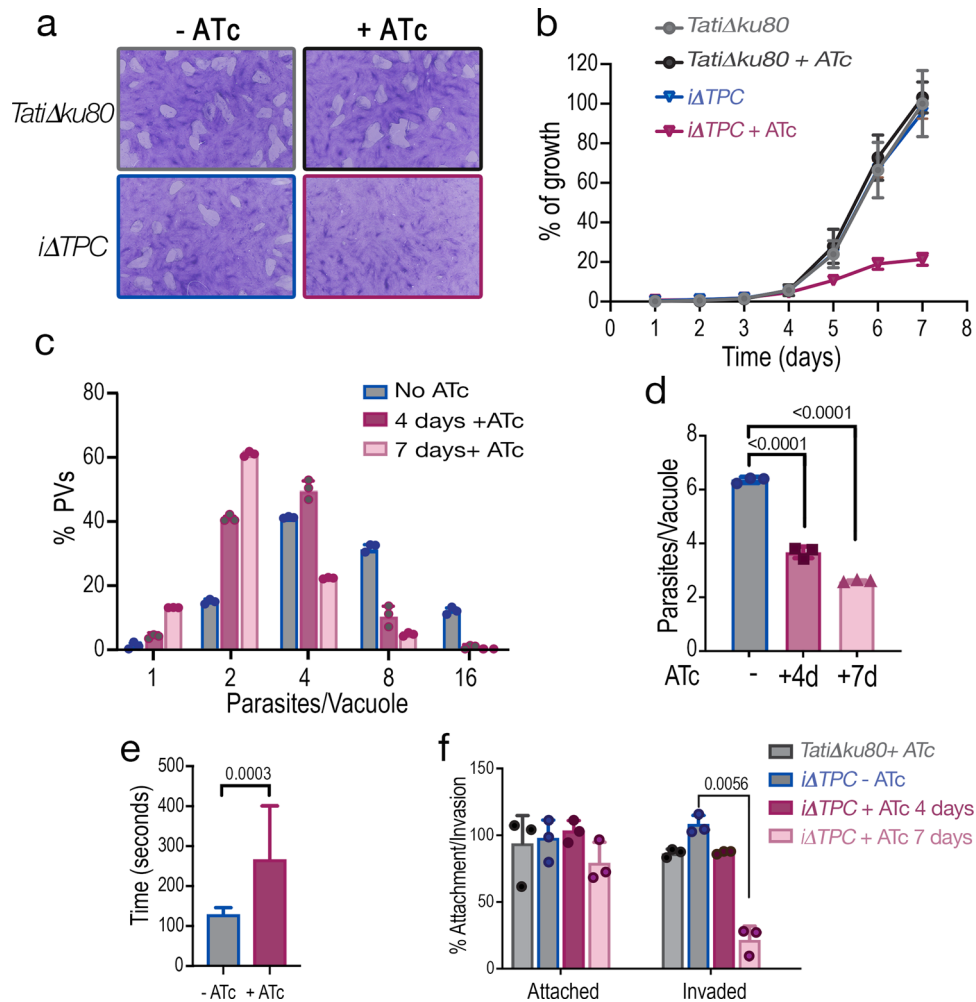 a
- ATc
+ ATc
TatiΔku80
iΔTPC
b
TatiΔku80
TatiΔku80 + ATc
iΔTPC
iΔTPC + ATc
% of growth
120
100
80
60
40
20
0
0 1 2 3 4 5 6 7 8
Time (days)
c
No ATc
4 days +ATc
7 days+ ATc
% PVs
80
60
40
20
0
1 2 4 8 16
Parasites/Vacuole
d
<0.0001
<0.0001
Parasites/Vacuole
8
6
4
2
0
ATc - +4d +7d
e
0.0003
Time (seconds)
500
400
300
200
100
0
- ATc + ATc
f
TatiΔku80+ ATc
iΔTPC - ATc
iΔTPC + ATc 4 days
iΔTPC + ATc 7 days
0.0056
% Attachment/Invasion
150
100
50
0
Attached Invaded